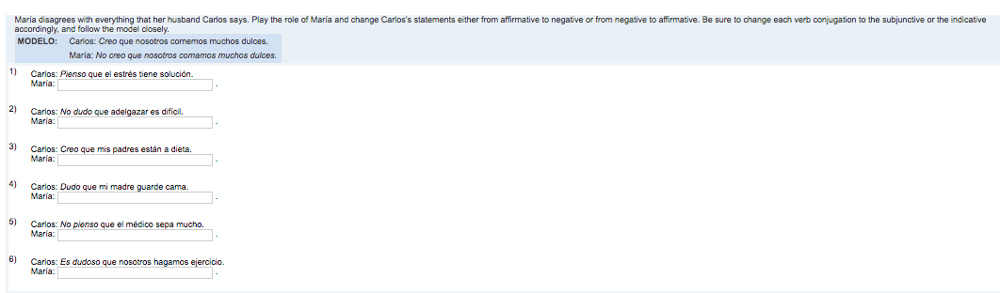 María disagrees with everything that her husband Carlos says. Play the role of María and change Carlos's statements either from affirmative to negative or from negative to affirmative. Be sure to change each verb conjugation to the subjunctive or the indicative
accordingly, and follow the model closely.
MODELO: Carlos: Creo que nosotros comemos muchos dulces.
María: No creo que nosotros comamos muchos dulces.
1) Carlos: Pienso que el estrés tiene solución.
María: .
2) Carlos: No dudo que adelgazar es difícil.
María: .
3) Carlos: Creo que mis padres están a dieta.
María: .
4) Carlos: Dudo que mi madre guarde cama.
María: .
5) Carlos: No pienso que el médico sepa mucho.
María: .
6) Carlos: Es dudoso que nosotros hagamos ejercicio.
María: .